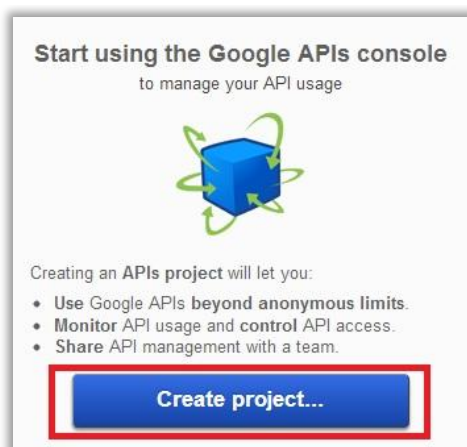 Start using the Google APIs console
to manage your API usage
Creating an APIs project will let you:
• Use Google APIs beyond anonymous limits.
• Monitor API usage and control API access.
• Share API management with a team.
Create project...